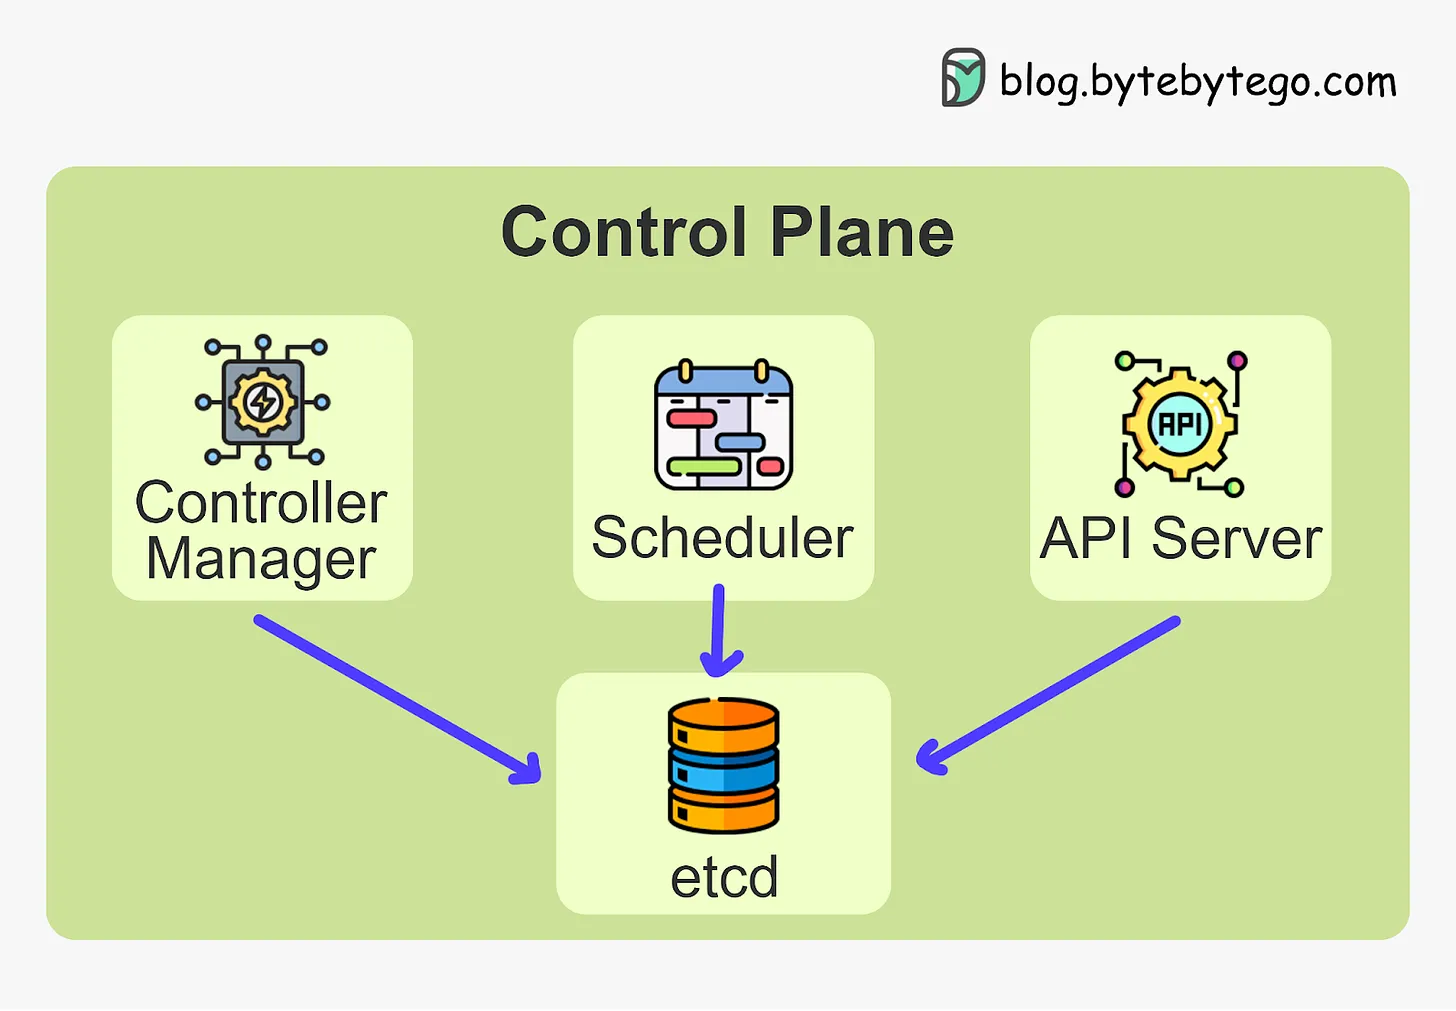 blog.bytebytego.com
Control Plane
Controller
Manager
Scheduler
API
API Server
etcd